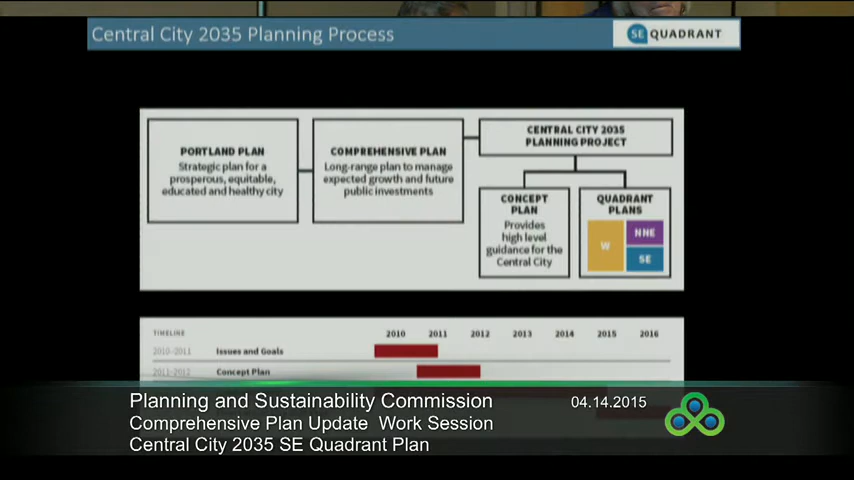 Central City 2035 Planning Process
SE QUADRANT
PORTLAND PLAN
Strategic plan for a
prosperous, equitable,
educated and healthy city
COMPREHENSIVE PLAN
Long-range plan to manage
expected growth and future
public investments
CENTRAL CITY 2035
PLANNING PROJECT
CONCEPT
PLAN
Provides
high level
guidance for the
Central City
QUADRANT
PLANS
W
NNE
SE
TIMELINE
2010 2011 2012 2013 2014 2015 2016
2010-2011 Issues and Goals
2011-2012 Concept Plan
Planning and Sustainability Commission 04.14.2015
Comprehensive Plan Update Work Session
Central City 2035 SE Quadrant Plan